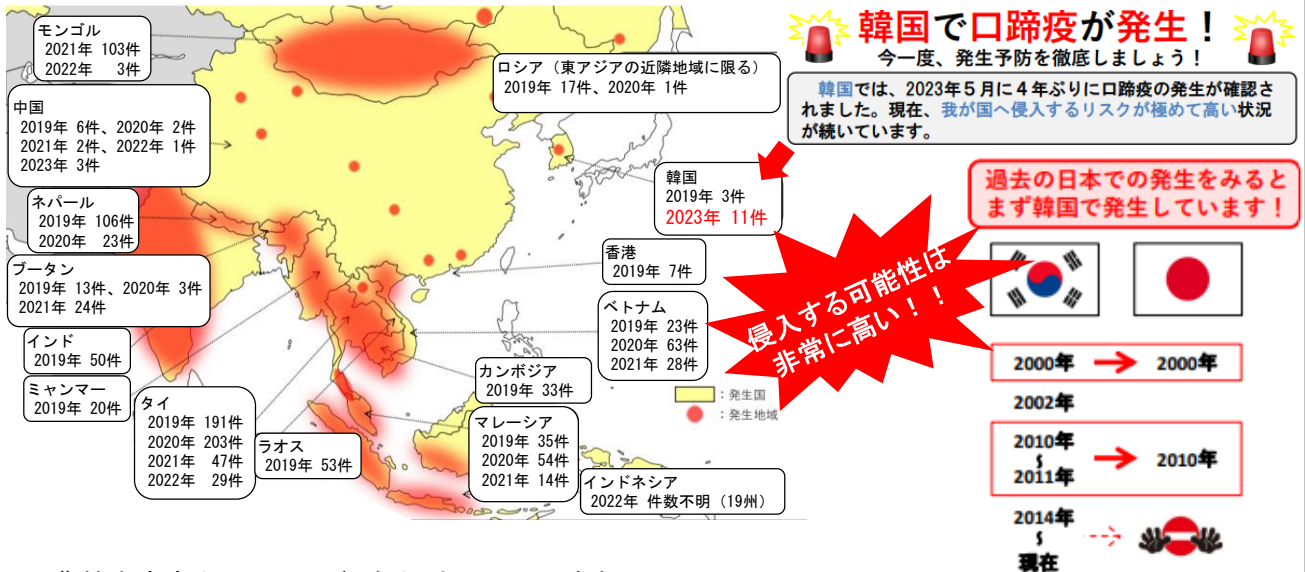 モンゴル
2021年 103件
2022年 3件
中国
2019年 6件、2020年 2件
2021年 2件、2022年 1件
2023年 3件
ネパール
2019年 106件
2020年 23件
ブータン
2019年 13件、2020年 3件
2021年 24件
インド
2019年 50件
ミャンマー
2019年 20件
タイ
2019年 191件
2020年 203件
2021年 47件
2022年 29件
ラオス
2019年 53件
ロシア（東アジアの近隣地域に限る）
2019年 17件、2020年 1件
韓国
2019年 3件
2023年 11件
香港
2019年 7件
ベトナム
2019年 23件
2020年 63件
2021年 28件
カンボジア
2019年 33件
マレーシア
2019年 35件
2020年 54件
2021年 14件
インドネシア
2022年 件数不明（19州）
：発生国
：発生地域
韓国で口蹄疫が発生！
今一度、発生予防を徹底しましょう！
韓国では、2023年５月に４年ぶりに口蹄疫の発生が確認さ
れました。現在、我が国へ侵入するリスクが極めて高い状況
が続いています。
侵入する可能性は
非常に高い！！
過去の日本での発生をみると
まず韓国で発生しています！
2000年 2000年
2002年
2010年
～
2011年
2010年
2014年
～
現在